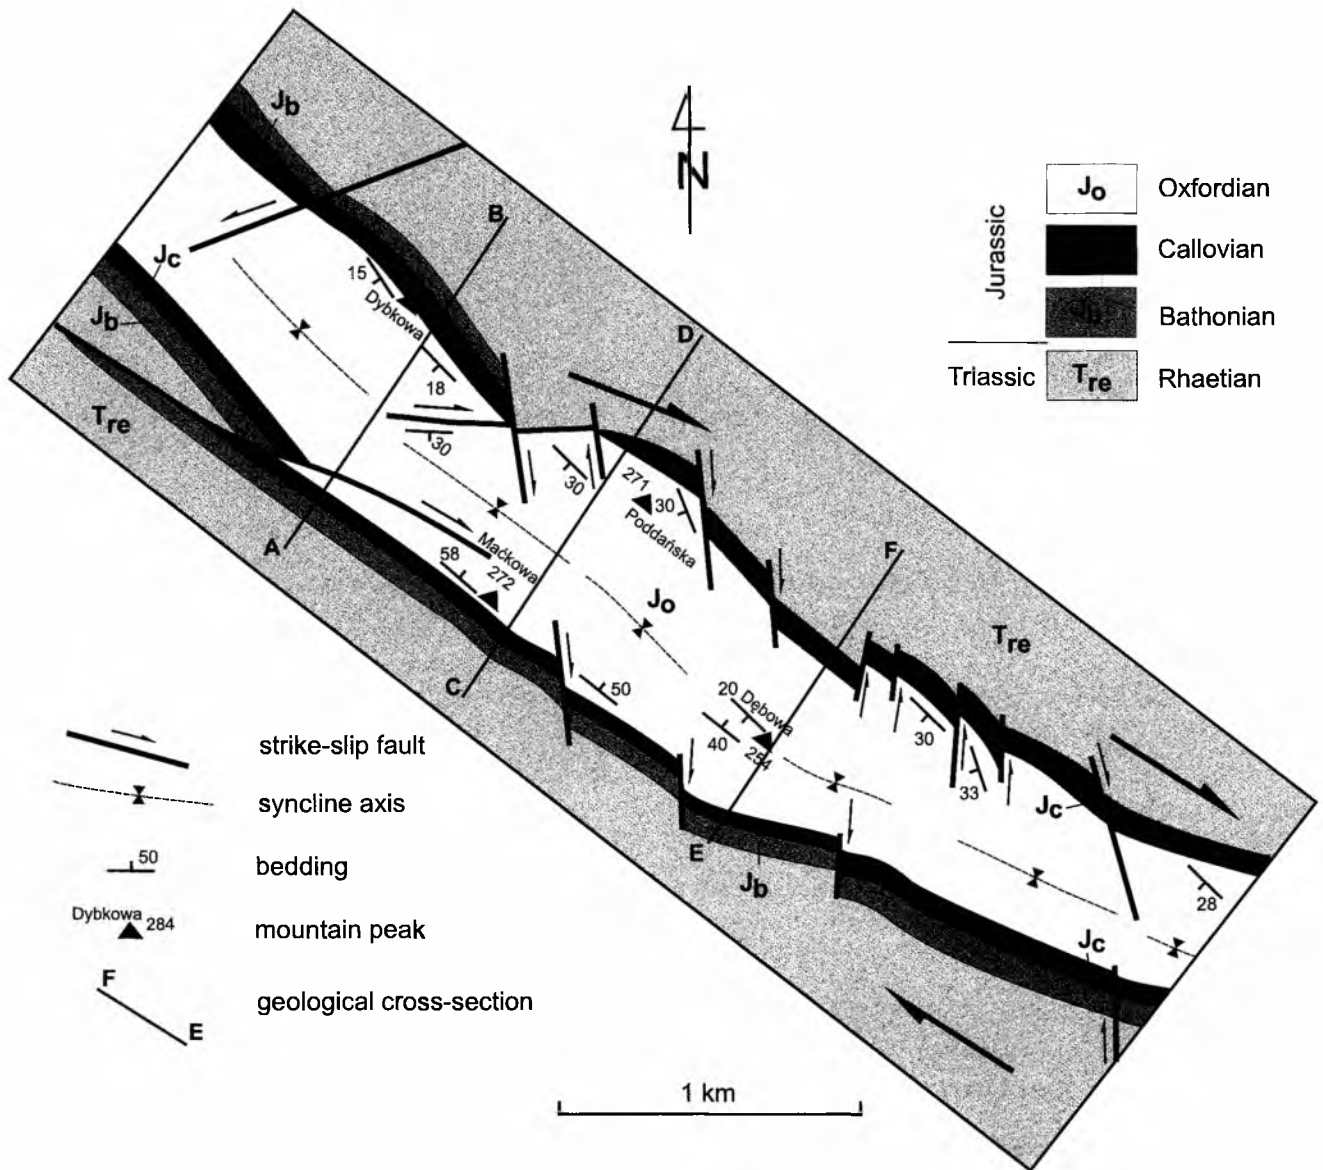 Jb
N
B
Jo Oxfordian
Callovian
Jurassic
Jb Bathonian
Triassic Tre Rhaetian
Jc
15
Dybkowa
Jb
D
18
Tre
30
30
271
30
Poddańska
A
Maćkowa
58
272
F
Jo
Tre
C
50
20
Dębowa
40
254
30
33
Jc
E
Jb
28
Jc
strike-slip fault
syncline axis
50
bedding
Dybkowa 284
mountain peak
F
E
geological cross-section
1 km